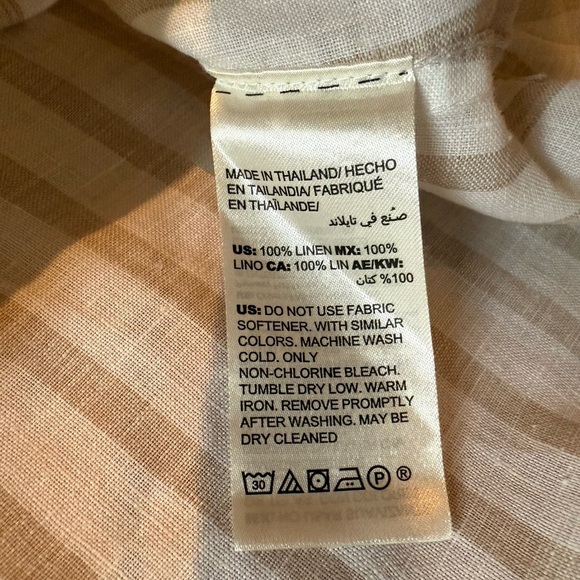 MADE IN THAILAND/ HECHO
EN TAILANDIA/ FABRIQUÉ
EN THAÏLANDE/
صُنع في تايلاند
US: 100% LINEN MX: 100%
LINO CA: 100% LIN AE/KW:
100% كتان
US: DO NOT USE FABRIC
SOFTENER. WITH SIMILAR
COLORS. MACHINE WASH
COLD. ONLY
NON-CHLORINE BLEACH.
TUMBLE DRY LOW. WARM
IRON. REMOVE PROMPTLY
AFTER WASHING. MAY BE
DRY CLEANED
30 P ®